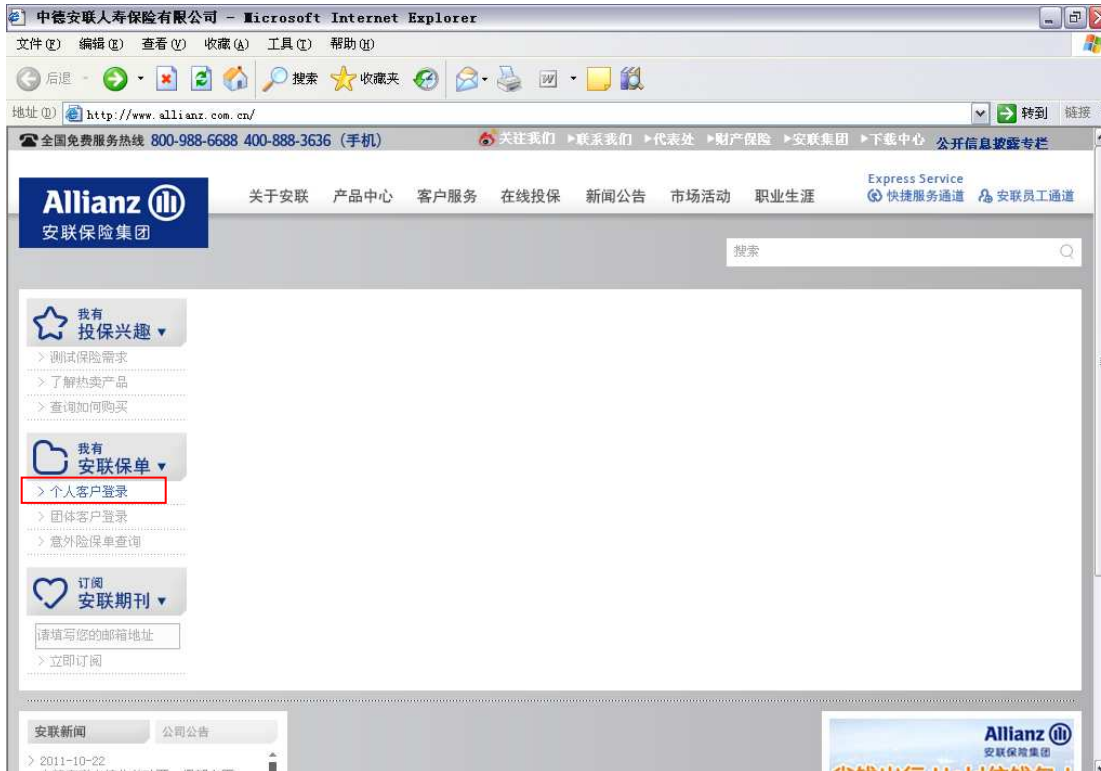 中德安联人寿保险有限公司 - Microsoft Internet Explorer
文件(F) 编辑(E) 查看(V) 收藏(A) 工具(T) 帮助(H)
后退 搜索 收藏夹
地址(D) http://www.allianz.com.cn/ 转到 链接
全国免费服务热线 800-988-6688 400-888-3636 (手机) 关注我们 联系我们 代表处 财产保险 安联集团 下载中心 公开信息披露专栏
Express Service
Allianz 关于安联 产品中心 客户服务 在线投保 新闻公告 市场活动 职业生涯 快捷服务通道 安联员工通道
安联保险集团
搜索
我有
投保兴趣
> 测试保险需求
> 了解热卖产品
> 查询如何购买
我有
安联保单
> 个人客户登录
> 团体客户登录
> 意外险保单查询
订阅
安联期刊
请填写您的邮箱地址
> 立即订阅
安联新闻 公司公告
> 2011-10-22
Allianz
安联保险集团